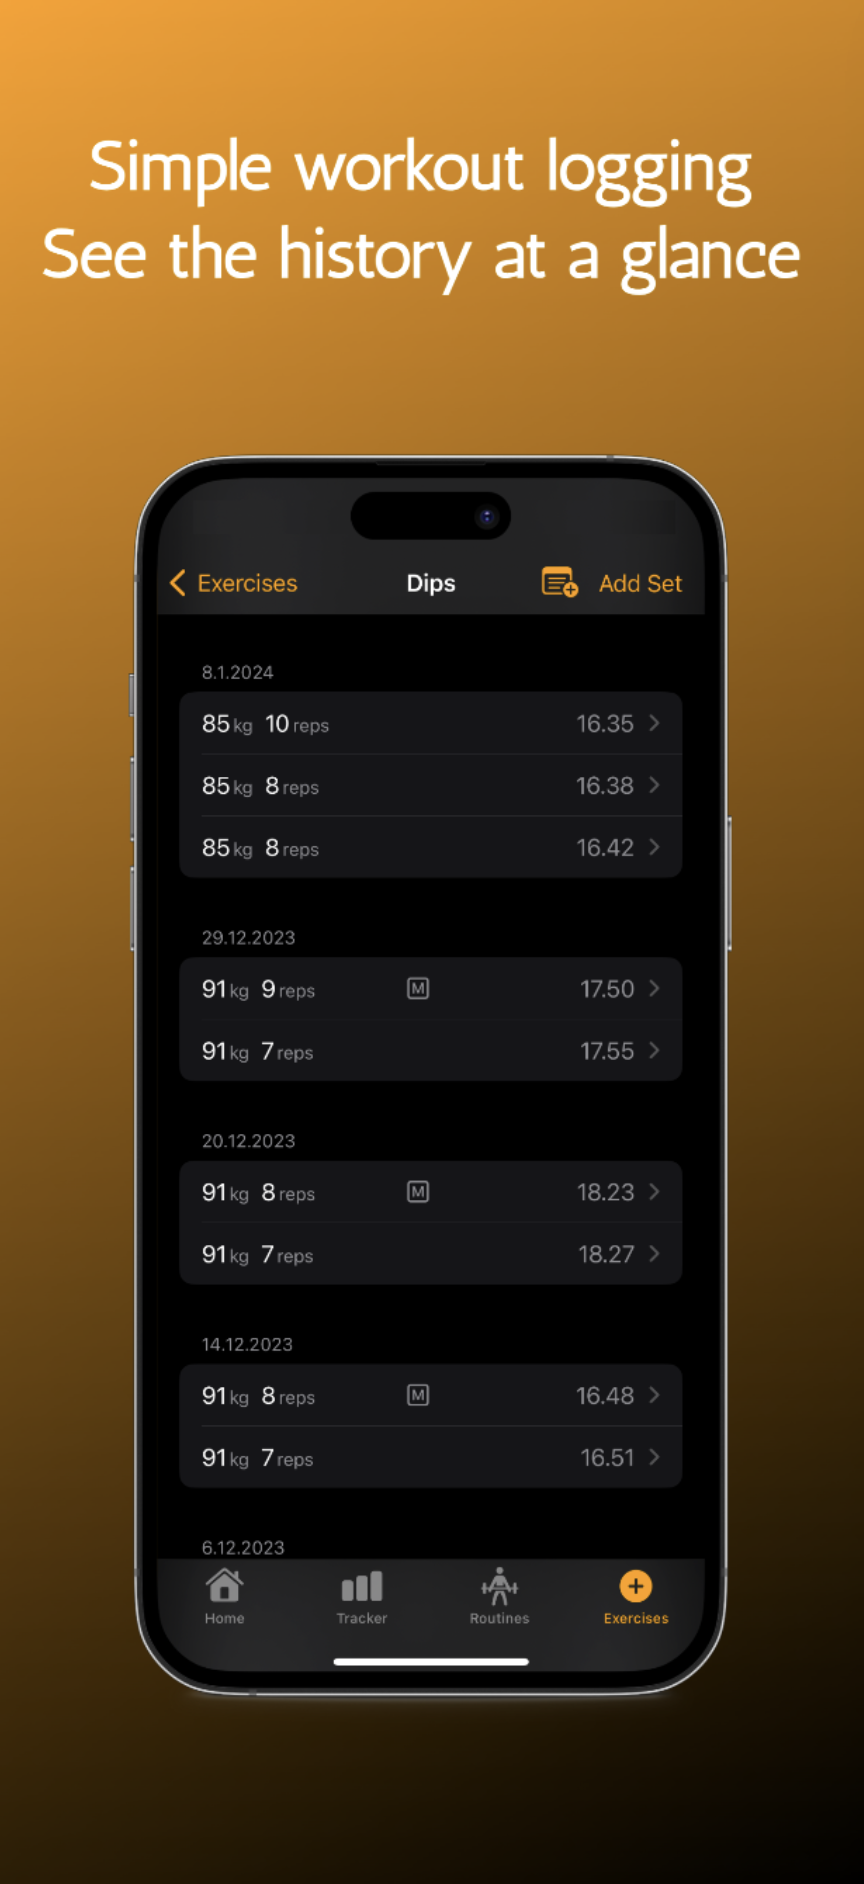 Simple workout logging
See the history at a glance
Exercises Dips Add Set
8.1.2024
85 kg 10 reps 16.35
85 kg 8 reps 16.38
85 kg 8 reps 16.42
29.12.2023
91 kg 9 reps M 17.50
91 kg 7 reps 17.55
20.12.2023
91 kg 8 reps M 18.23
91 kg 7 reps 18.27
14.12.2023
91 kg 8 reps M 16.48
91 kg 7 reps 16.51
6.12.2023
Home Tracker Routines Exercises